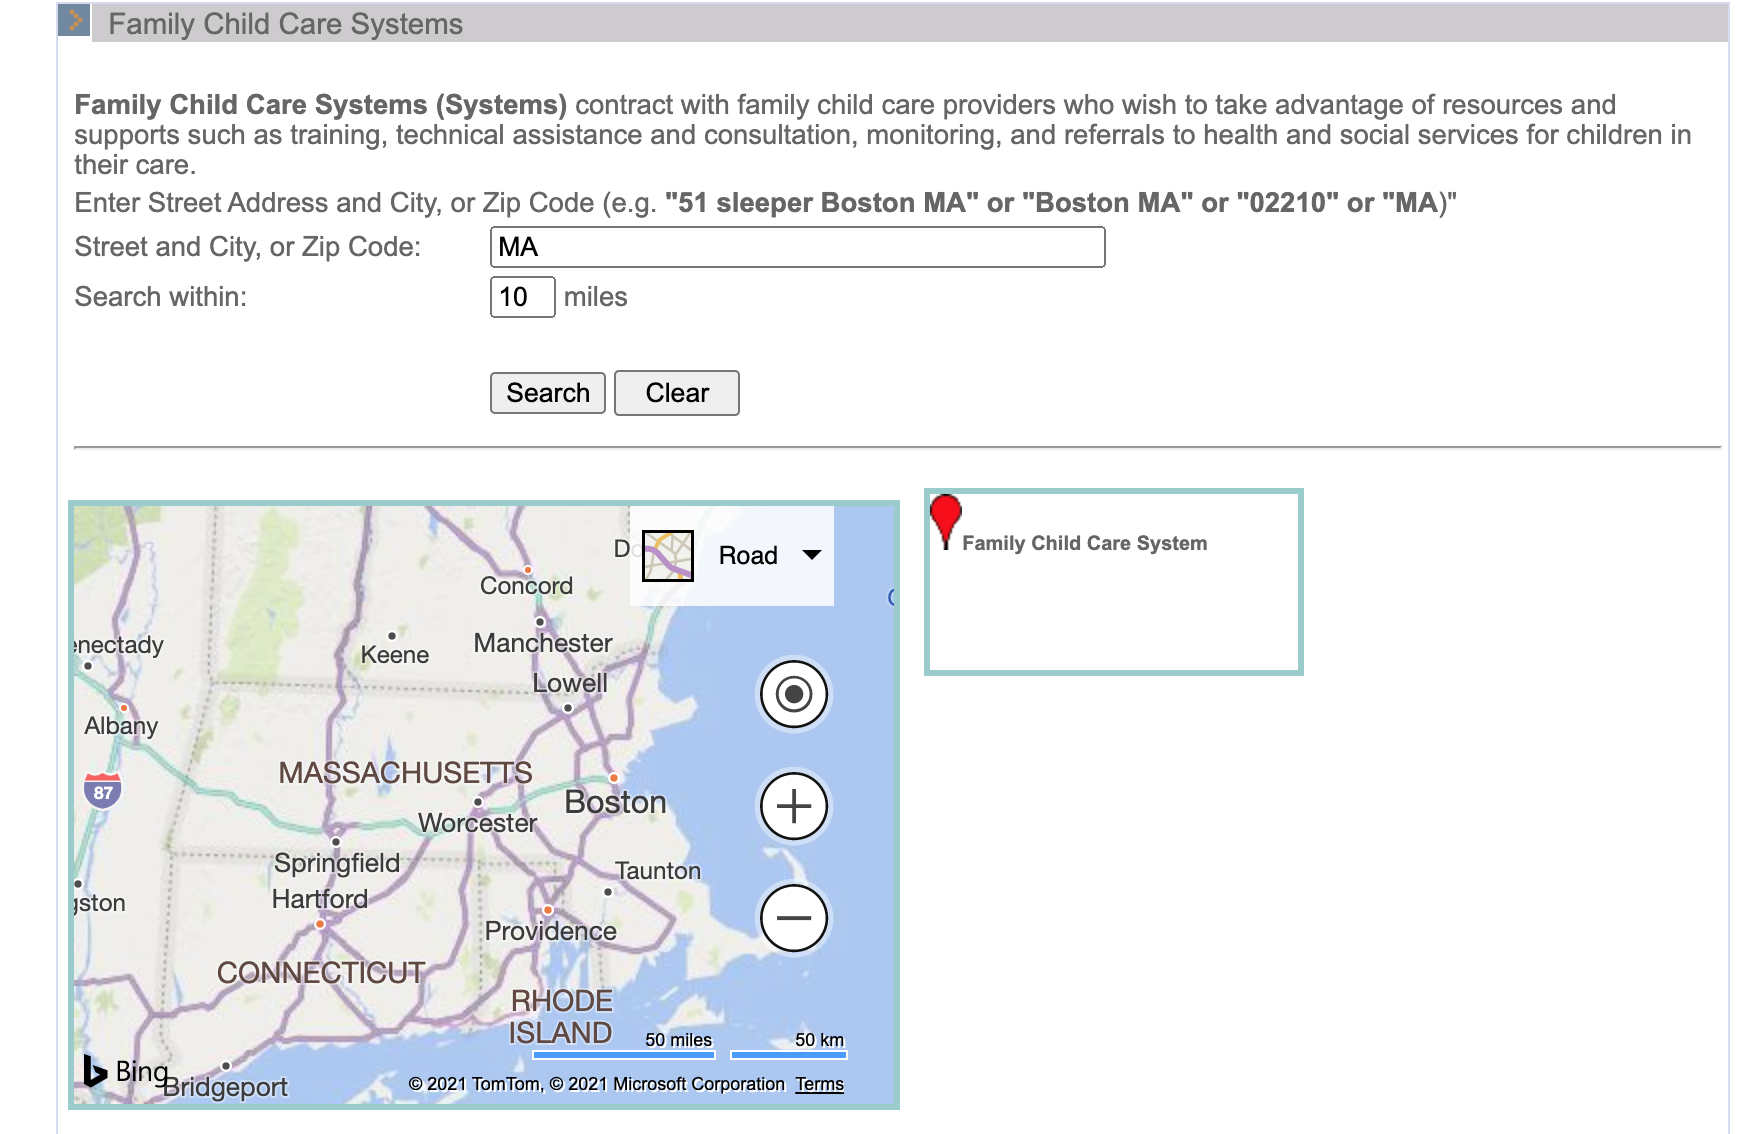 Family Child Care Systems
Family Child Care Systems (Systems) contract with family child care providers who wish to take advantage of resources and
supports such as training, technical assistance and consultation, monitoring, and referrals to health and social services for children in
their care.
Enter Street Address and City, or Zip Code (e.g. "51 sleeper Boston MA" or "Boston MA" or "02210" or "MA)"
Street and City, or Zip Code: MA
Search within: 10 miles
Search Clear
Family Child Care System
D
Road
Concord
Keene
Manchester
enectady
Lowell
Albany
87
MASSACHUSETTS
Boston
Worcester
Springfield
Taunton
Hartford
gston
Providence
CONNECTICUT
RHODE
ISLAND
50 miles 50 km
Bing
Bridgeport
© 2021 TomTom, © 2021 Microsoft Corporation Terms